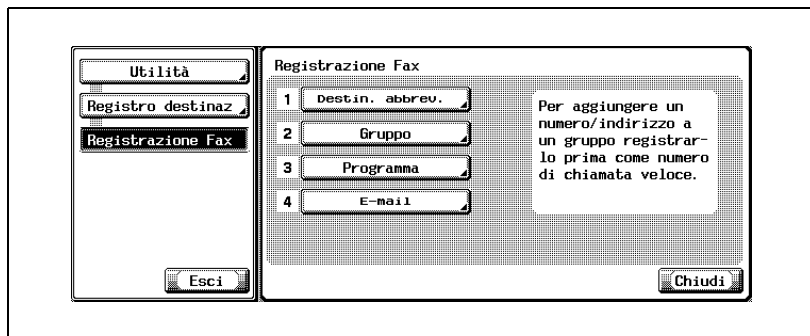 Utilità
Registro destinaz
Registrazione Fax
Esci
Registrazione Fax
1 Destin. abbrev.
2 Gruppo
3 Programma
4 E-mail
Per aggiungere un
numero/indirizzo a
un gruppo registrar-
lo prima come numero
di chiamata veloce.
Chiudi